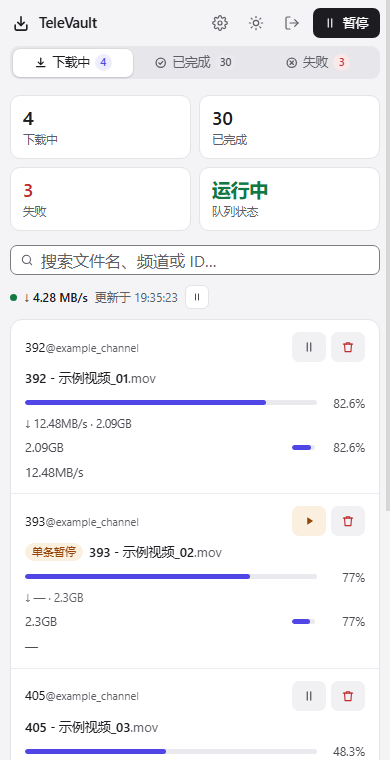 TeleVault 暂停
下载中 4 已完成 30 失败 3
4
下载中
30
已完成
3
失败
运行中
队列状态
搜索文件名、频道或 ID...
↓ 4.28 MB/s 更新于 19:35:23
392@example_channel
392 - 示例视频_01.mov
82.6%
↓ 12.48MB/s · 2.09GB
2.09GB 82.6%
12.48MB/s
393@example_channel
单条暂停 393 - 示例视频_02.mov
77%
↓ — · 2.3GB
2.3GB 77%
—
405@example_channel
405 - 示例视频_03.mov
48.3%